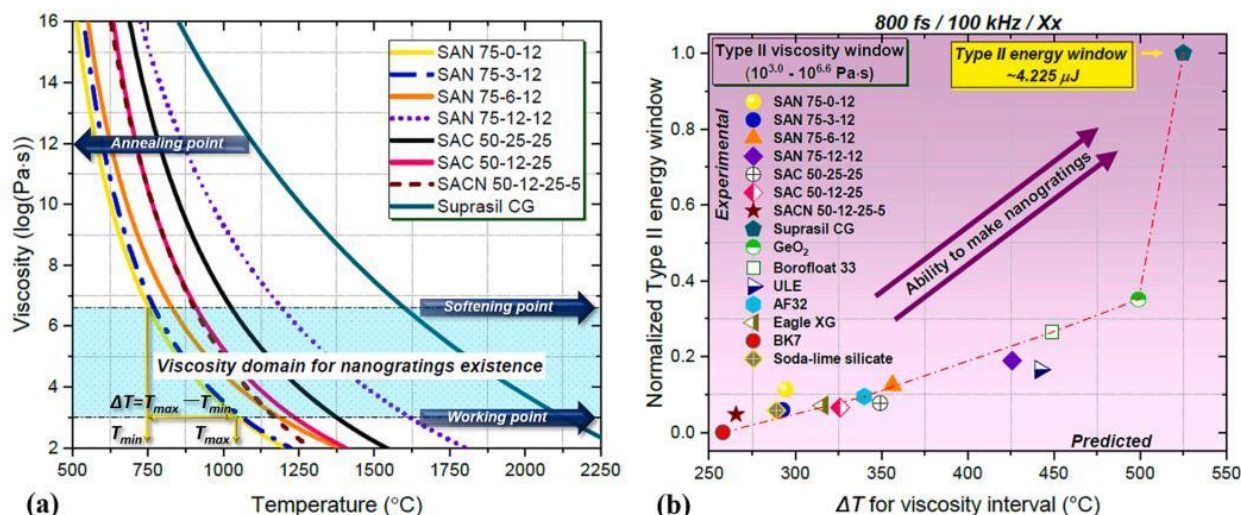 16
14
12
10
8
6
4
2
Viscosity (log(Pa·s))
SAN 75-0-12
SAN 75-3-12
SAN 75-6-12
SAN 75-12-12
SAC 50-25-25
SAC 50-12-25
SACN 50-12-25-5
Suprasil CG
Annealing point
Softening point
Viscosity domain for nanogratings existence
ΔT=T_max −T_min
Working point
T_min
T_max
500 750 1000 1250 1500 1750 2000 2250
(a)
Temperature (°C)
800 fs / 100 kHz / Xx
1.0
0.8
0.6
0.4
0.2
0.0
Normalized Type II energy window
Type II viscosity window
(10^3.0 - 10^6.6 Pa·s)
Type II energy window
~4.225 μJ
Experimental
SAN 75-0-12
SAN 75-3-12
SAN 75-6-12
SAN 75-12-12
SAC 50-25-25
SAC 50-12-25
SACN 50-12-25-5
Suprasil CG
GeO₂
Borofloat 33
ULE
AF32
Eagle XG
BK7
Soda-lime silicate
Ability to make nanogratings
Predicted
250 300 350 400 450 500 550
(b)
ΔT for viscosity interval (°C)